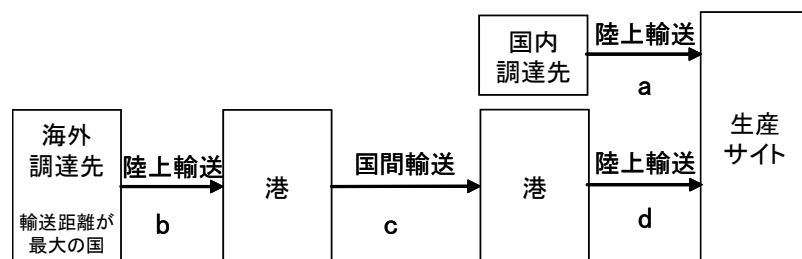 国内
調達先
陸上輸送
a
生産
サイト
海外
調達先
輸送距離が
最大の国
陸上輸送
b
港
国間輸送
c
港
陸上輸送
d